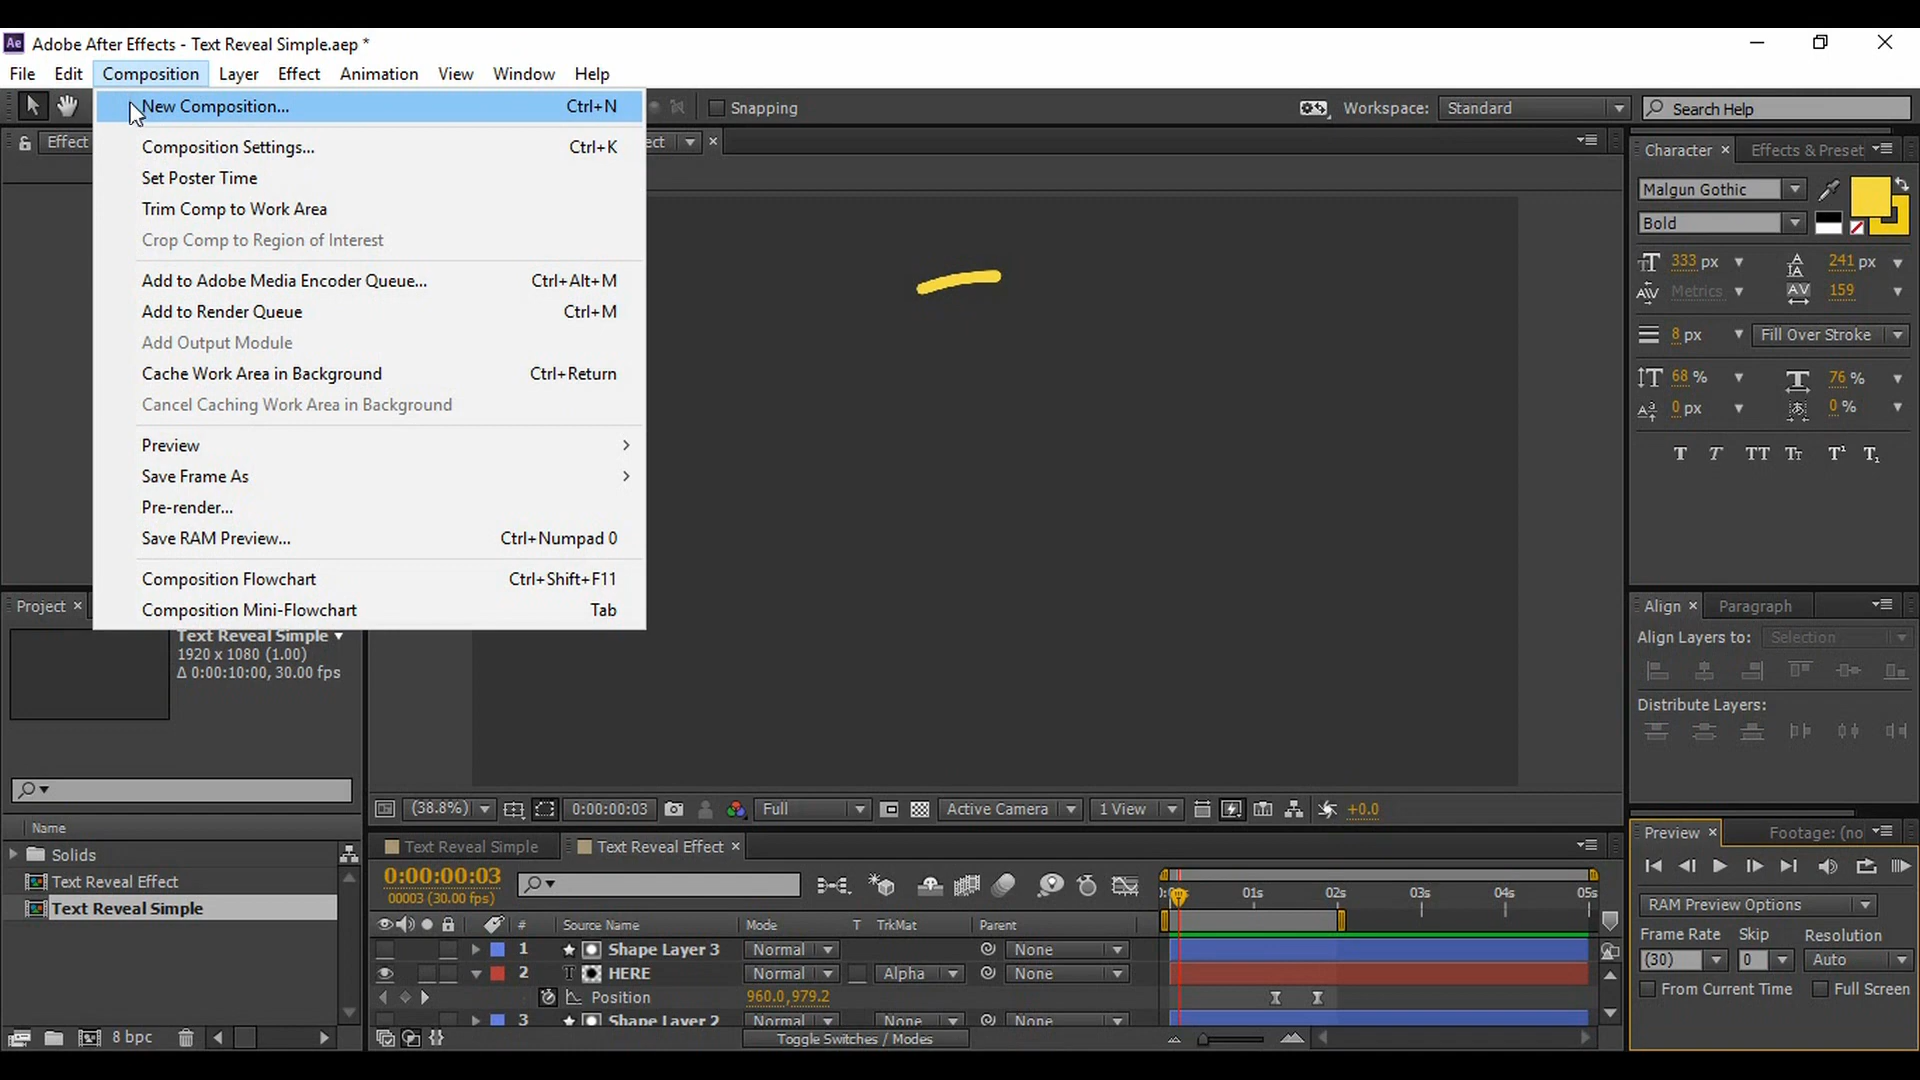 Ae Adobe After Effects - Text Reveal Simple.aep *
File Edit Composition Layer Effect Animation View Window Help
New Composition... Ctrl+N
Snapping
Workspace: Standard
Search Help
Effect
ect
Composition Settings... Ctrl+K
Set Poster Time
Trim Comp to Work Area
Crop Comp to Region of Interest
Add to Adobe Media Encoder Queue... Ctrl+Alt+M
Add to Render Queue Ctrl+M
Add Output Module
Cache Work Area in Background Ctrl+Return
Cancel Caching Work Area in Background
Preview
Save Frame As
Pre-render...
Save RAM Preview... Ctrl+Numpad 0
Composition Flowchart Ctrl+Shift+F11
Composition Mini-Flowchart Tab
Character Effects & Preset
Malgun Gothic
Bold
333 px 241 px
Metrics 159
8 px Fill Over Stroke
68 % 76 %
0 px 0 %
Align Paragraph
Align Layers to: Selection
Distribute Layers:
Project
Text Reveal Simple
1920 x 1080 (1.00)
Δ 0:00:10:00, 30.00 fps
Name
Solids
Text Reveal Effect
Text Reveal Simple
8 bpc
(38.8%) 0:00:00:03 Full Active Camera 1 View +0.0
Text Reveal Simple Text Reveal Effect
0:00:00:03
00003 (30.00 fps)
01s 02s 03s 04s 05s
# Source Name Mode T TrkMat Parent
1 Shape Layer 3 Normal None
2 T HERE Normal Alpha None
Position 960.0,979.2
3 Shape Layer 2 Normal None None
Toggle Switches / Modes
Preview Footage: (no
RAM Preview Options
Frame Rate Skip Resolution
(30) 0 Auto
From Current Time Full Screen